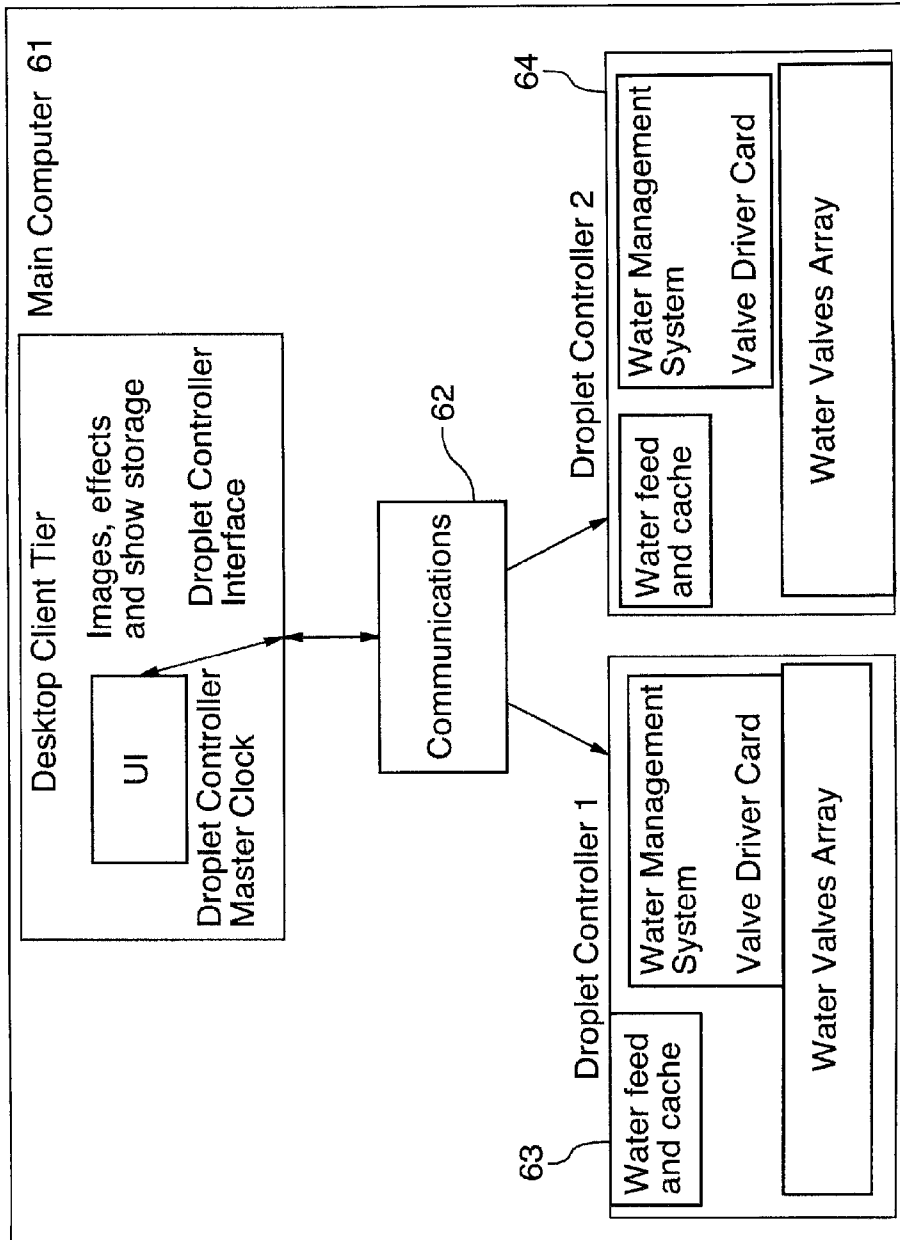 Main Computer 61
Desktop Client Tier
UI
Images, effects
and show storage
Droplet Controller
Master Clock
Droplet Controller
Interface
Communications
62
Droplet Controller 1
63
Water feed
and cache
Water Management
System
Valve Driver Card
Water Valves Array
Droplet Controller 2
64
Water feed
and cache
Water Management
System
Valve Driver Card
Water Valves Array